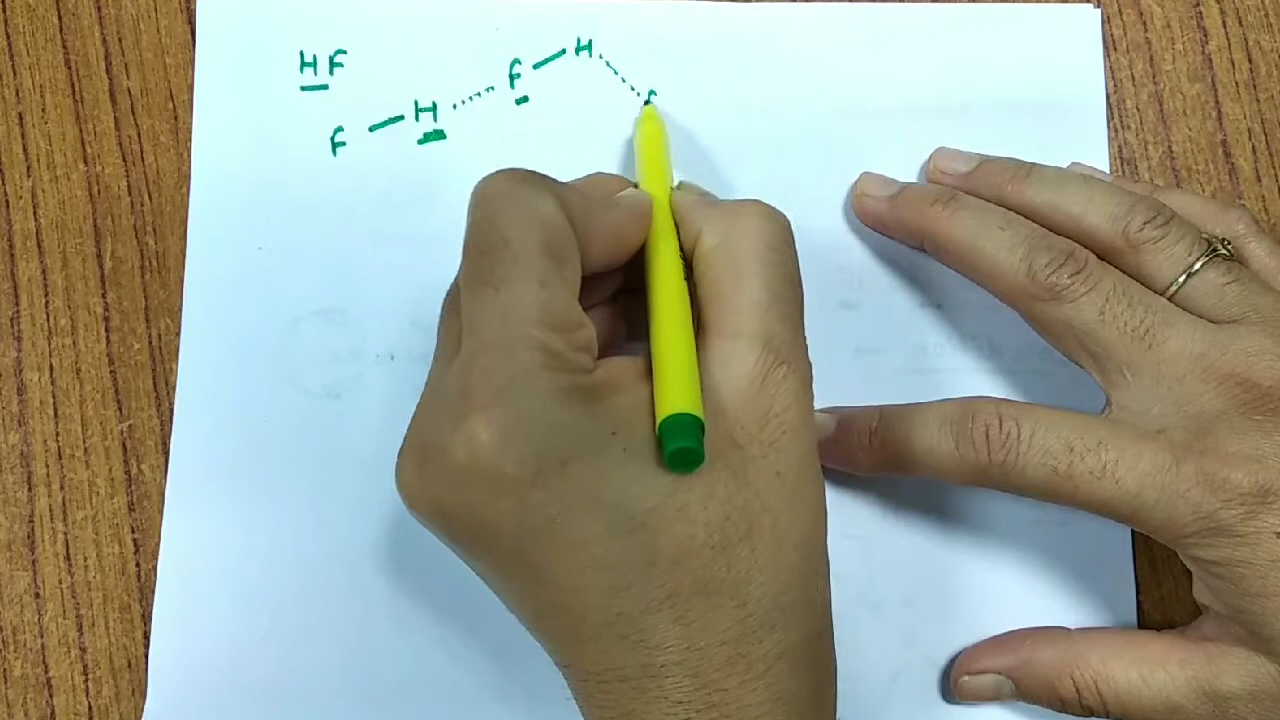 HF
F — H ...... F — H ......